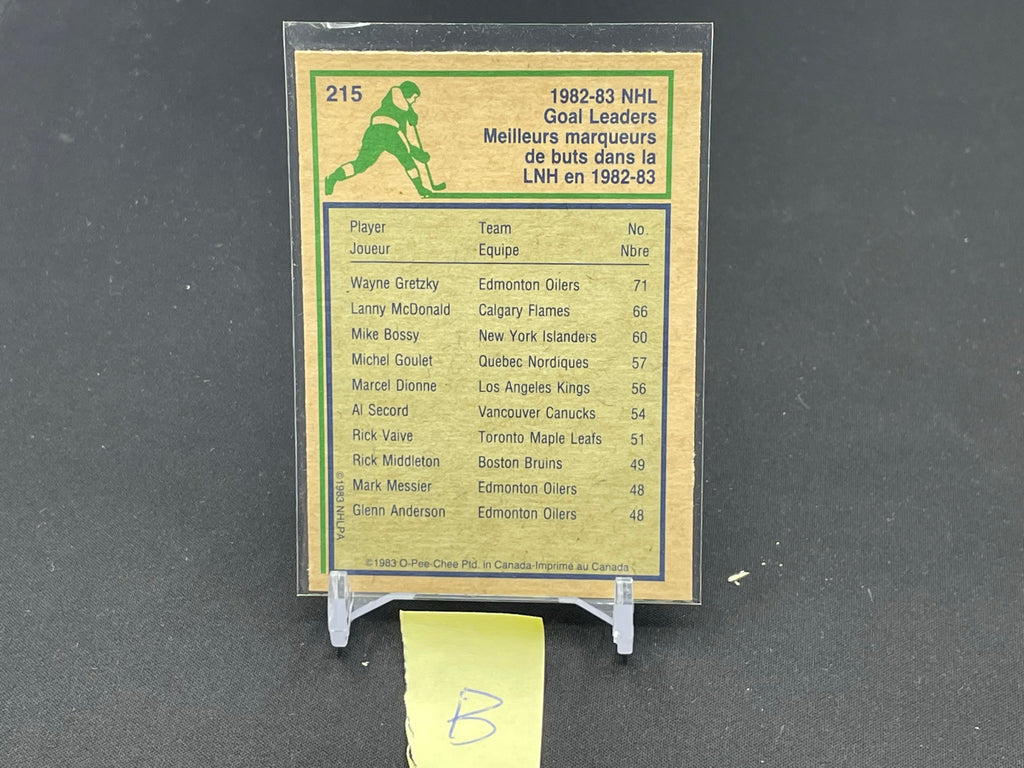 215
1982-83 NHL
Goal Leaders
Meilleurs marqueurs
de buts dans la
LNH en 1982-83
Player Team No.
Joueur Equipe Nbre
Wayne Gretzky Edmonton Oilers 71
Lanny McDonald Calgary Flames 66
Mike Bossy New York Islanders 60
Michel Goulet Quebec Nordiques 57
Marcel Dionne Los Angeles Kings 56
Al Secord Vancouver Canucks 54
Rick Vaive Toronto Maple Leafs 51
Rick Middleton Boston Bruins 49
Mark Messier Edmonton Oilers 48
Glenn Anderson Edmonton Oilers 48
©1983 NHLPA
©1983 O-Pee-Chee Ptd. in Canada-Imprimé au Canada
B